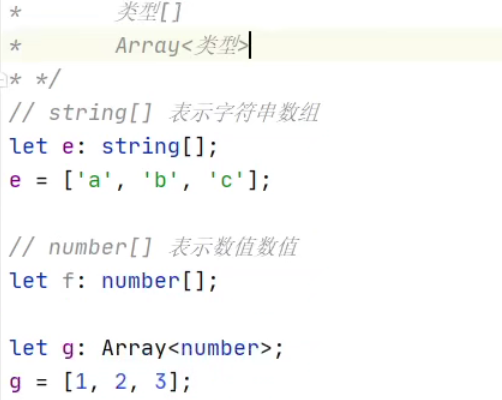 *      类型[]
*      Array<类型>
* */
// string[] 表示字符串数组
let e: string[];
e = ['a', 'b', 'c'];
// number[] 表示数值数值
let f: number[];
let g: Array<number>;
g = [1, 2, 3];